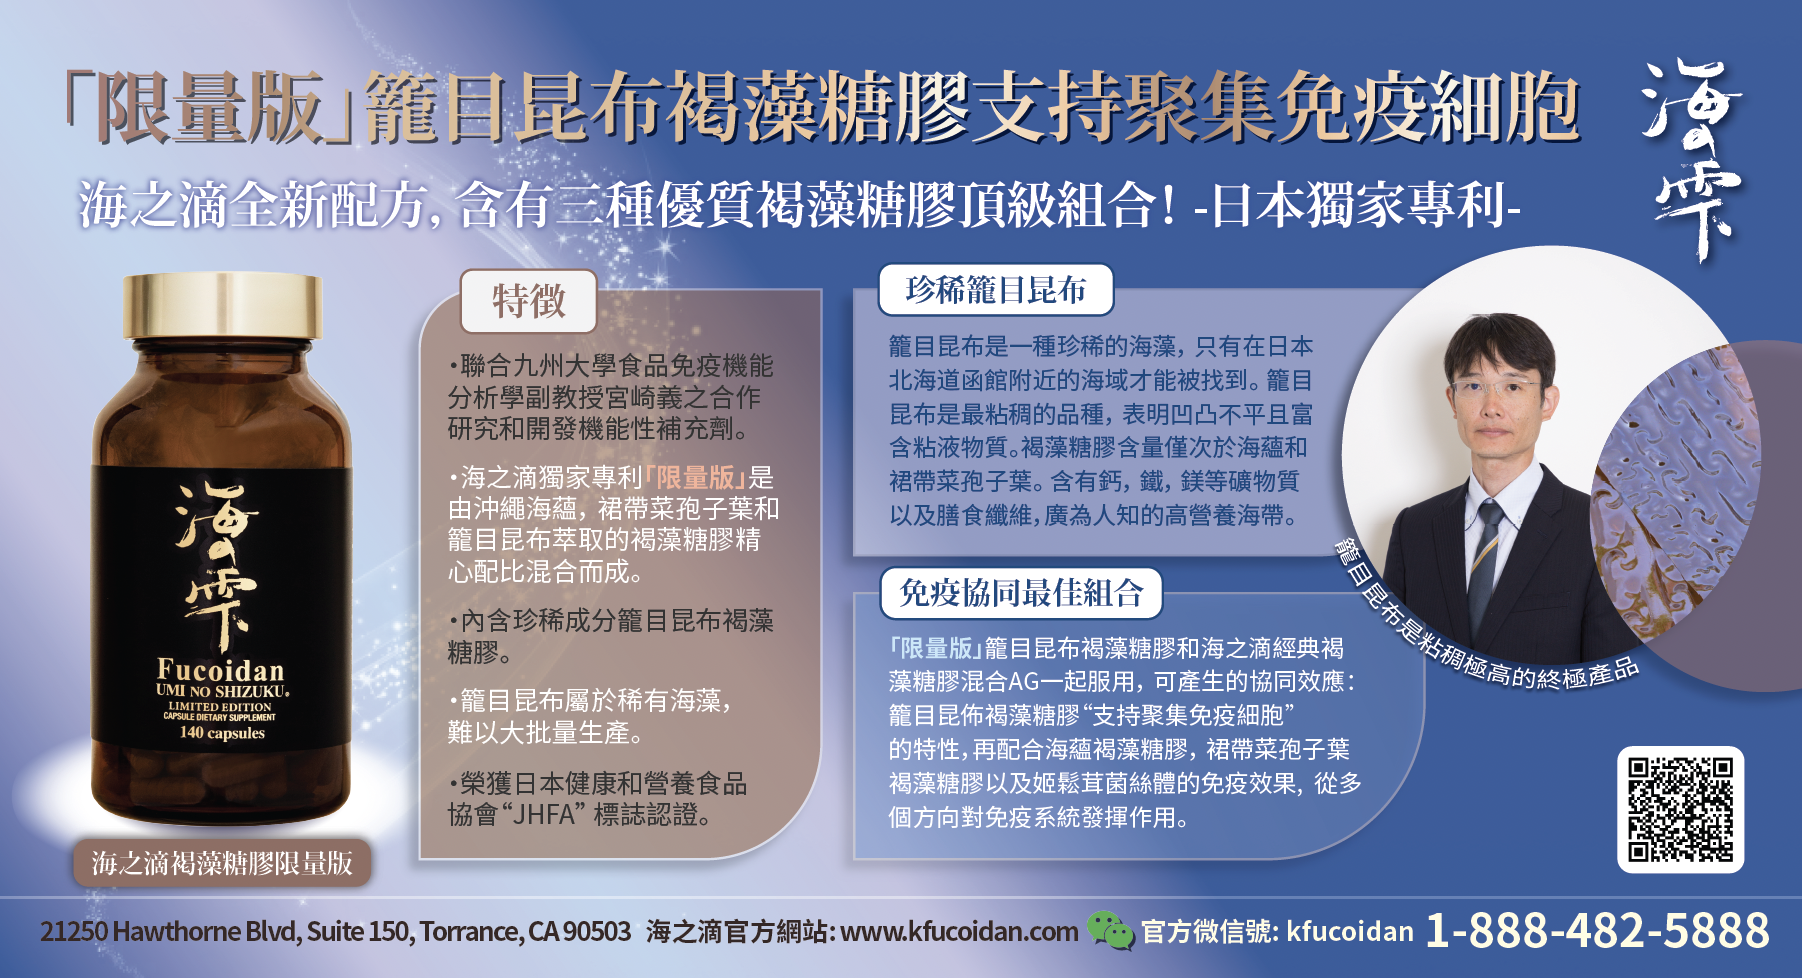 「限量版」籠目昆布褐藻糖膠支持聚集免疫細胞
海之滴全新配方, 含有三種優質褐藻糖膠頂級組合! -日本獨家專利-
海の雫
特徵
•聯合九州大學食品免疫機能
分析學副教授宮崎義之合作
研究和開發機能性補充劑。
•海之滴獨家專利「限量版」是
由沖繩海蘊, 裙帶菜孢子葉和
籠目昆布萃取的褐藻糖膠精
心配比混合而成。
•內含珍稀成分籠目昆布褐藻
糖膠。
•籠目昆布屬於稀有海藻,
難以大批量生產。
•榮獲日本健康和營養食品
協會“JHFA” 標誌認證。
珍稀籠目昆布
籠目昆布是一種珍稀的海藻, 只有在日本
北海道函館附近的海域才能被找到。籠目
昆布是最粘稠的品種, 表明凹凸不平且富
含粘液物質。褐藻糖膠含量僅次於海蘊和
裙帶菜孢子葉。含有鈣, 鐵, 鎂等礦物質
以及膳食纖維, 廣為人知的高營養海帶。
籠目昆布是粘稠極高的終極產品
免疫協同最佳組合
「限量版」籠目昆布褐藻糖膠和海之滴經典褐
藻糖膠混合AG一起服用, 可產生的協同效應:
籠目昆佈褐藻糖膠“支持聚集免疫細胞”
的特性, 再配合海蘊褐藻糖膠, 裙帶菜孢子葉
褐藻糖膠以及姬鬆茸菌絲體的免疫效果, 從多
個方向對免疫系統發揮作用。
海の雫
Fucoidan
UMI NO SHIZUKU®
LIMITED EDITION
CAPSULE DIETARY SUPPLEMENT
140 capsules
海之滴褐藻糖膠限量版
21250 Hawthorne Blvd, Suite 150, Torrance, CA 90503 海之滴官方網站: www.kfucoidan.com 官方微信號: kfucoidan 1-888-482-5888